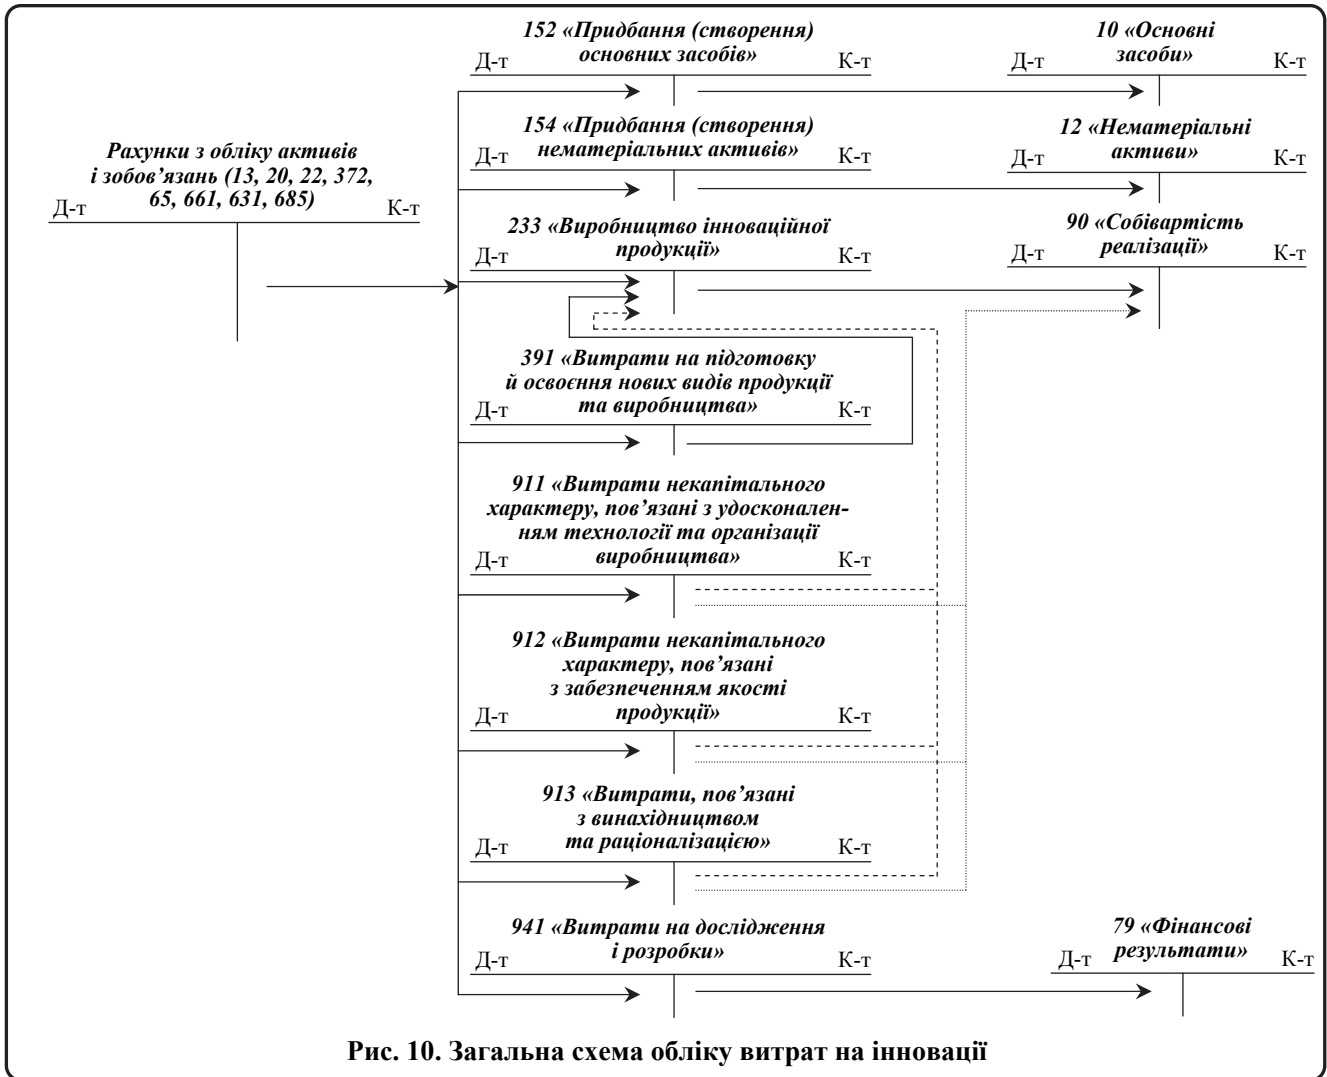 152 «Придбання (створення)
основних засобів»
Д-т К-т
10 «Основні
засоби»
Д-т К-т
154 «Придбання (створення)
нематеріальних активів»
Д-т К-т
12 «Нематеріальні
активи»
Д-т К-т
Рахунки з обліку активів
і зобов’язань (13, 20, 22, 372,
65, 661, 631, 685)
Д-т К-т
233 «Виробництво інноваційної
продукції»
Д-т К-т
90 «Собівартість
реалізації»
Д-т К-т
391 «Витрати на підготовку
й освоєння нових видів продукції
та виробництва»
Д-т К-т
911 «Витрати некапітального
характеру, пов’язані з удосконален-
ням технології та організації
виробництва»
Д-т К-т
912 «Витрати некапітального
характеру, пов’язані
з забезпеченням якості
продукції»
Д-т К-т
913 «Витрати, пов’язані
з винахідництвом
та раціоналізацією»
Д-т К-т
941 «Витрати на дослідження
і розробки»
Д-т К-т
79 «Фінансові
результати»
Д-т К-т
Рис. 10. Загальна схема обліку витрат на інновації